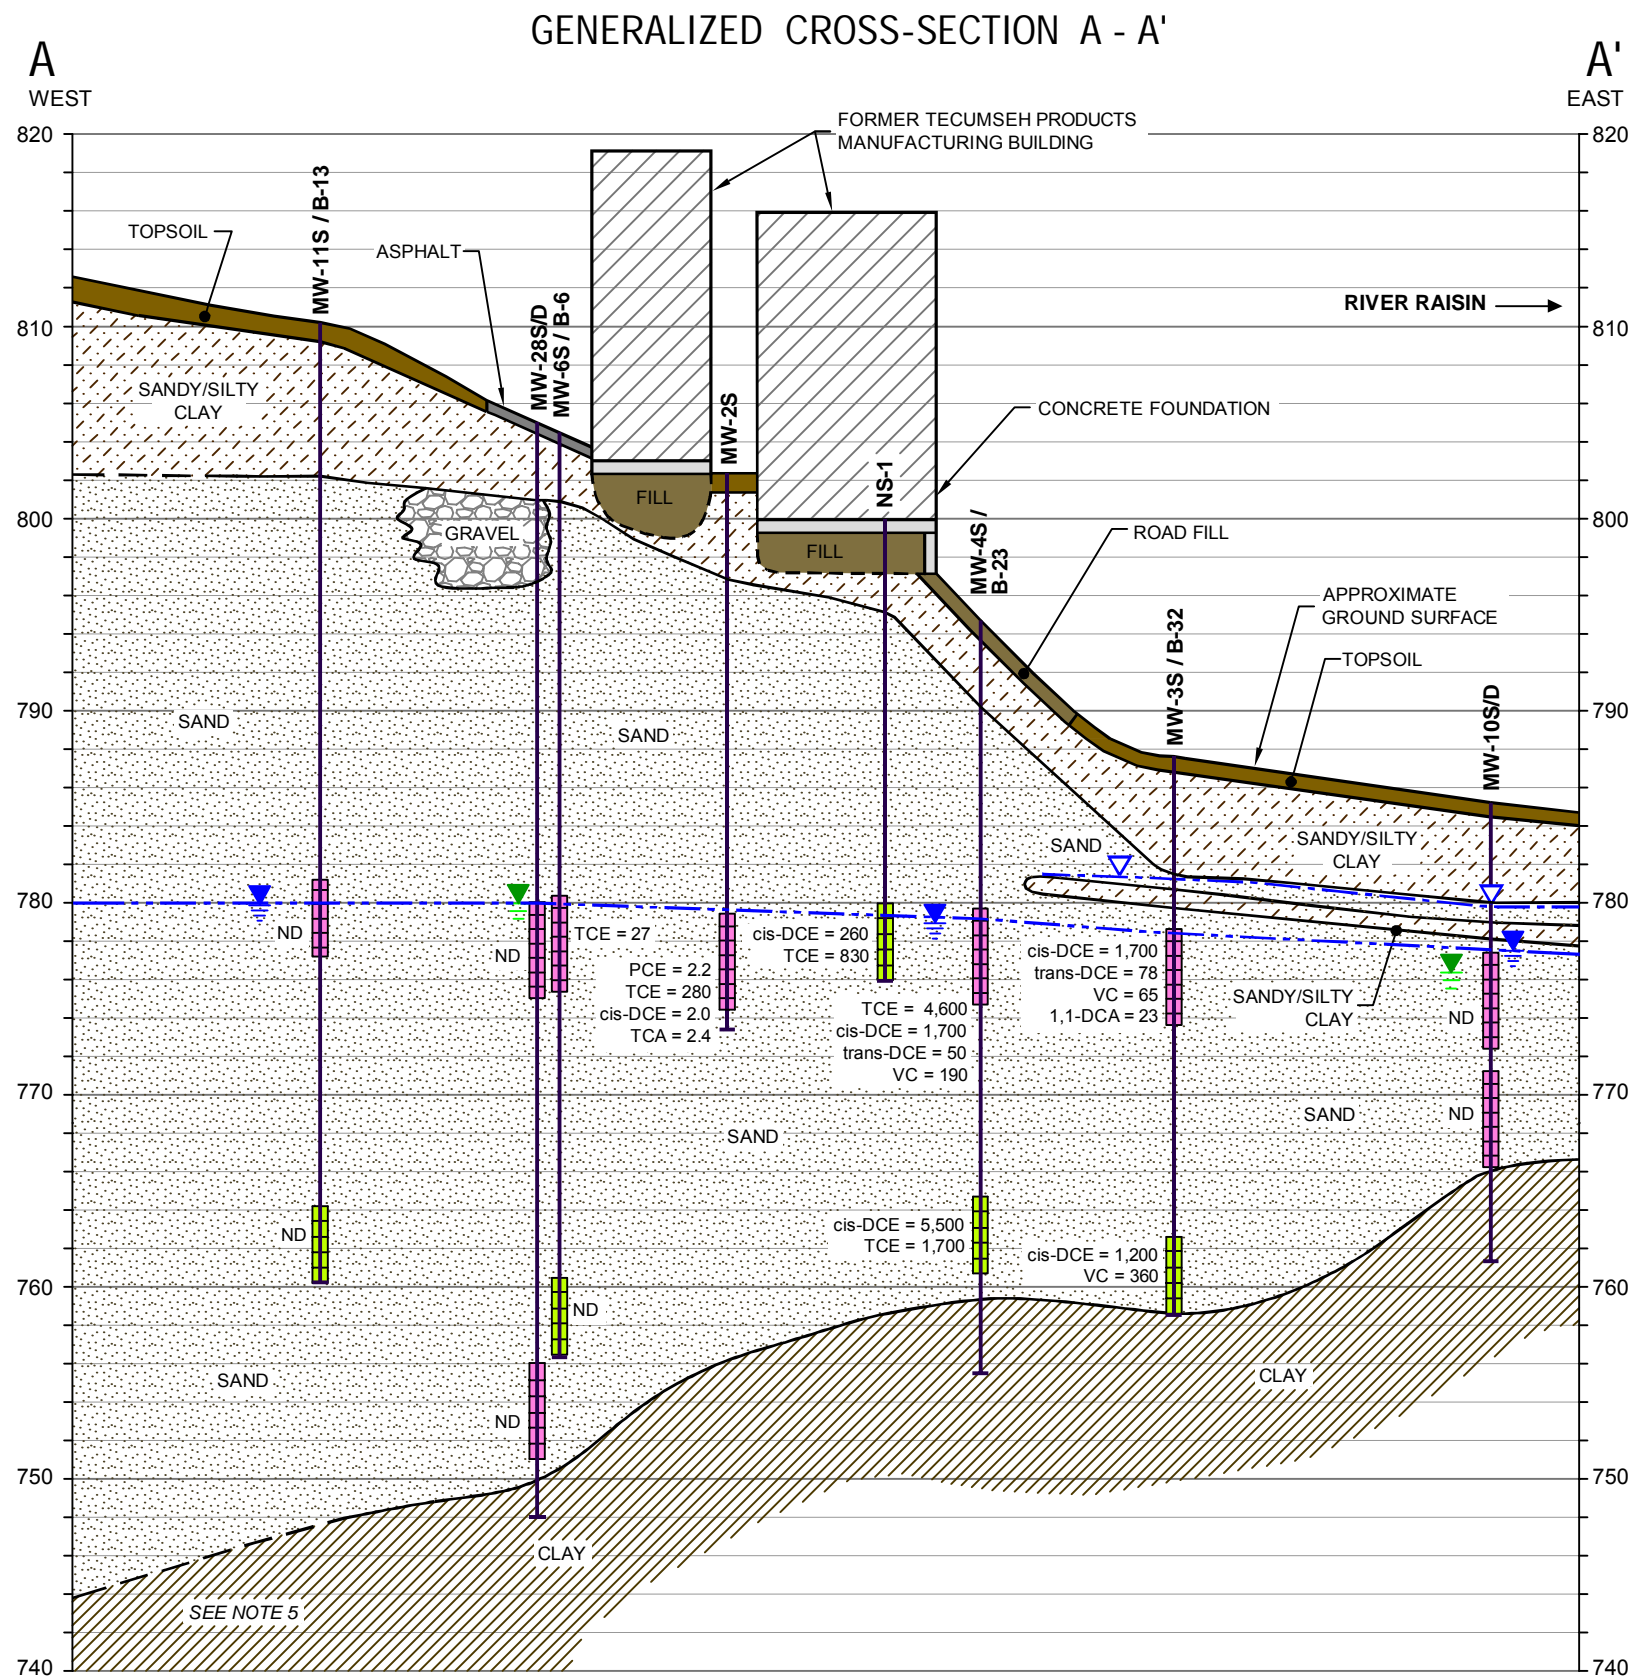 GENERALIZED CROSS-SECTION A - A'
A
WEST
A'
EAST
820
820
FORMER TECUMSEH PRODUCTS
MANUFACTURING BUILDING
MW-11S / B-13
TOPSOIL
ASPHALT
MW-28S/D
MW-6S / B-6
RIVER RAISIN
810
810
SANDY/SILTY
CLAY
MW-2S
CONCRETE FOUNDATION
NS-1
FILL
800
800
GRAVEL
FILL
MW-4S /
B-23
ROAD FILL
APPROXIMATE
GROUND SURFACE
TOPSOIL
MW-3S / B-32
MW-10S/D
790
790
SAND
SAND
SAND
SANDY/SILTY
CLAY
780
780
ND
ND
TCE = 27
PCE = 2.2
TCE = 280
cis-DCE = 2.0
TCA = 2.4
cis-DCE = 260
TCE = 830
TCE = 4,600
cis-DCE = 1,700
trans-DCE = 50
VC = 190
cis-DCE = 1,700
trans-DCE = 78
VC = 65
1,1-DCA = 23
SANDY/SILTY
CLAY
ND
770
770
SAND
SAND
ND
ND
cis-DCE = 5,500
TCE = 1,700
cis-DCE = 1,200
VC = 360
760
760
ND
SAND
CLAY
ND
750
750
CLAY
SEE NOTE 5
740
740